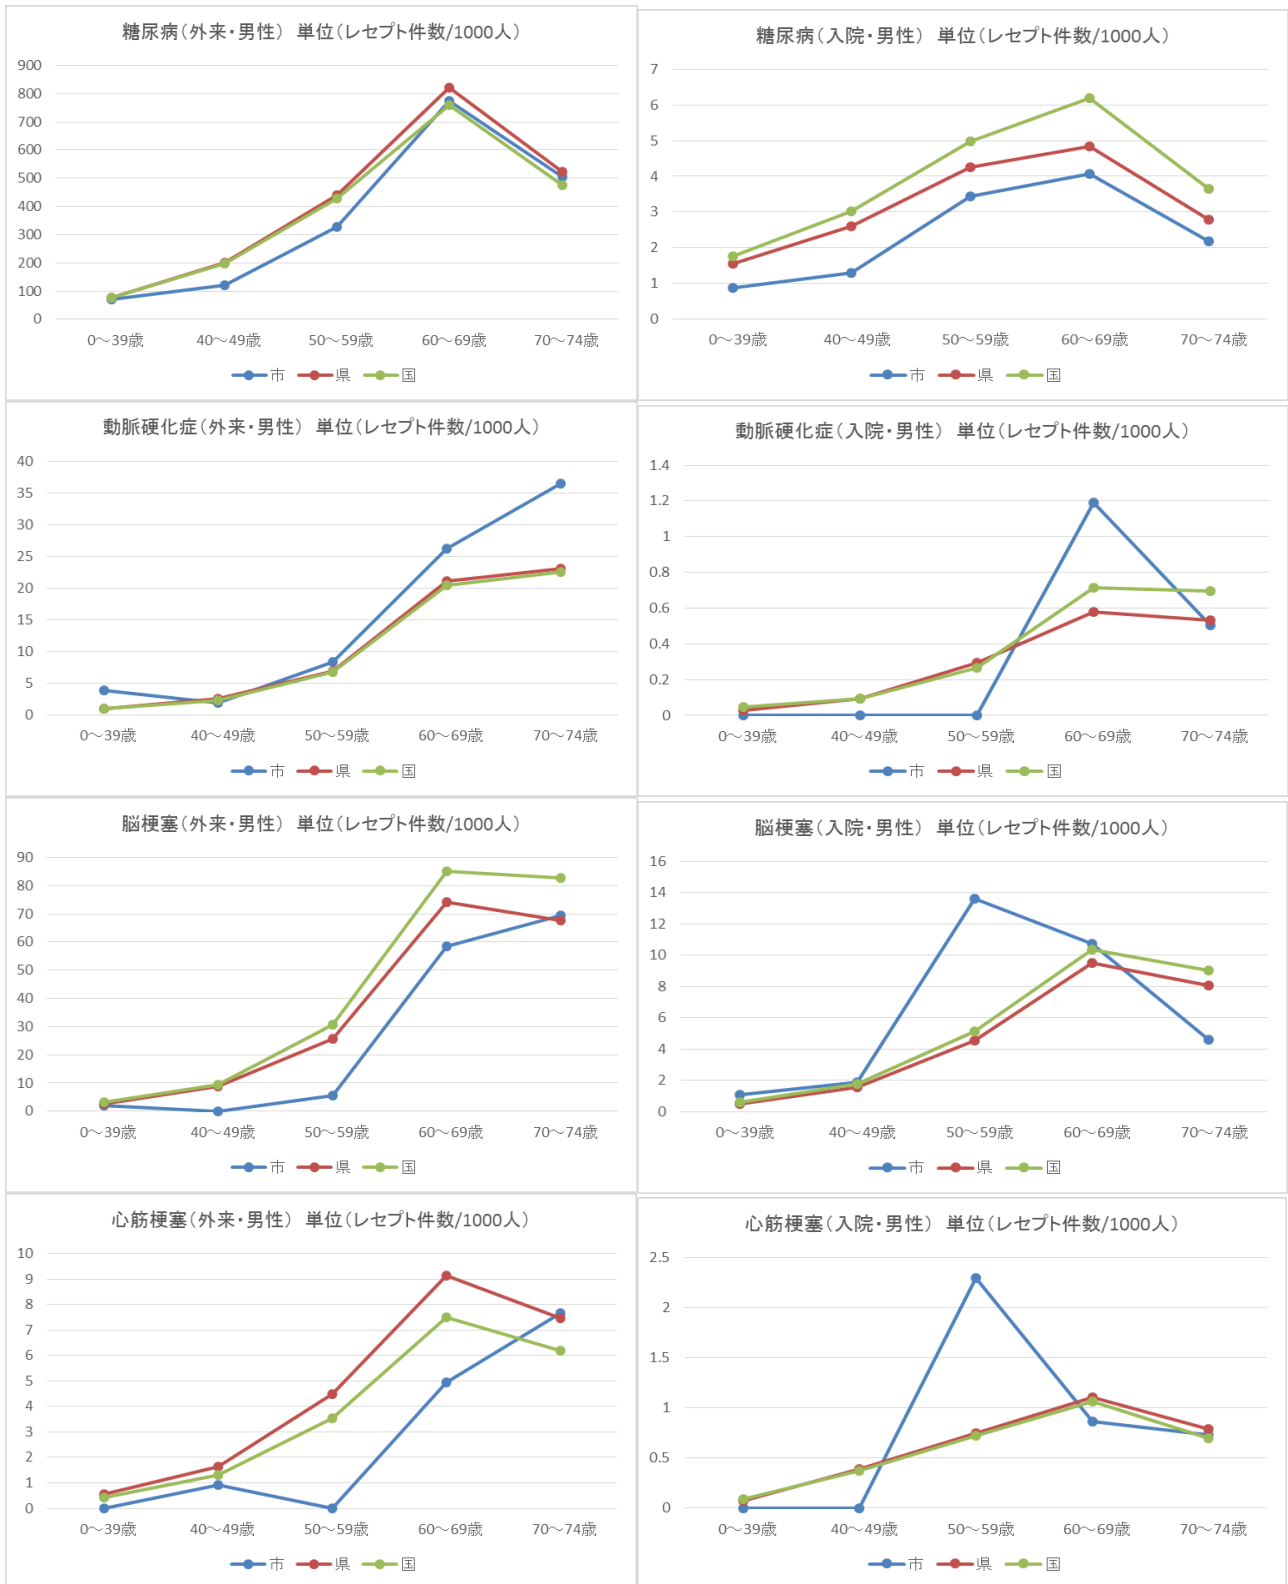 糖尿病（外来・男性） 単位（レセプト件数/1000人）
900
800
700
600
500
400
300
200
100
0
0～39歳 40～49歳 50～59歳 60～69歳 70～74歳
市 県 国
糖尿病（入院・男性） 単位（レセプト件数/1000人）
7
6
5
4
3
2
1
0
0～39歳 40～49歳 50～59歳 60～69歳 70～74歳
市 県 国
動脈硬化症（外来・男性） 単位（レセプト件数/1000人）
40
35
30
25
20
15
10
5
0
0～39歳 40～49歳 50～59歳 60～69歳 70～74歳
市 県 国
動脈硬化症（入院・男性） 単位（レセプト件数/1000人）
1.4
1.2
1
0.8
0.6
0.4
0.2
0
0～39歳 40～49歳 50～59歳 60～69歳 70～74歳
市 県 国
脳梗塞（外来・男性） 単位（レセプト件数/1000人）
90
80
70
60
50
40
30
20
10
0
0～39歳 40～49歳 50～59歳 60～69歳 70～74歳
市 県 国
脳梗塞（入院・男性） 単位（レセプト件数/1000人）
16
14
12
10
8
6
4
2
0
0～39歳 40～49歳 50～59歳 60～69歳 70～74歳
市 県 国
心筋梗塞（外来・男性） 単位（レセプト件数/1000人）
10
9
8
7
6
5
4
3
2
1
0
0～39歳 40～49歳 50～59歳 60～69歳 70～74歳
市 県 国
心筋梗塞（入院・男性） 単位（レセプト件数/1000人）
2.5
2
1.5
1
0.5
0
0～39歳 40～49歳 50～59歳 60～69歳 70～74歳
市 県 国